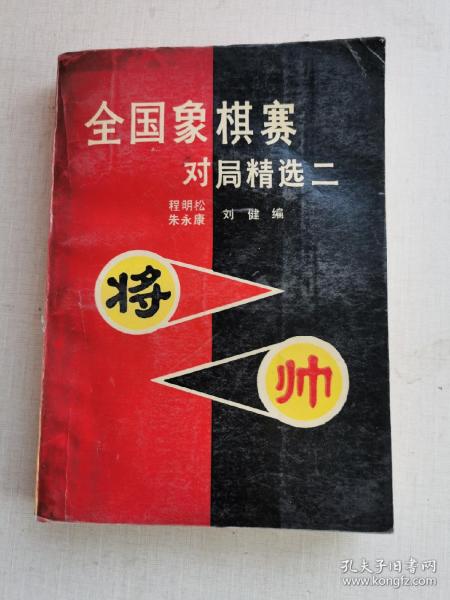 全国象棋赛
对局精选二
程明松
朱永康 刘健编
将
帅
孔夫子旧书网
www.kongfz.com